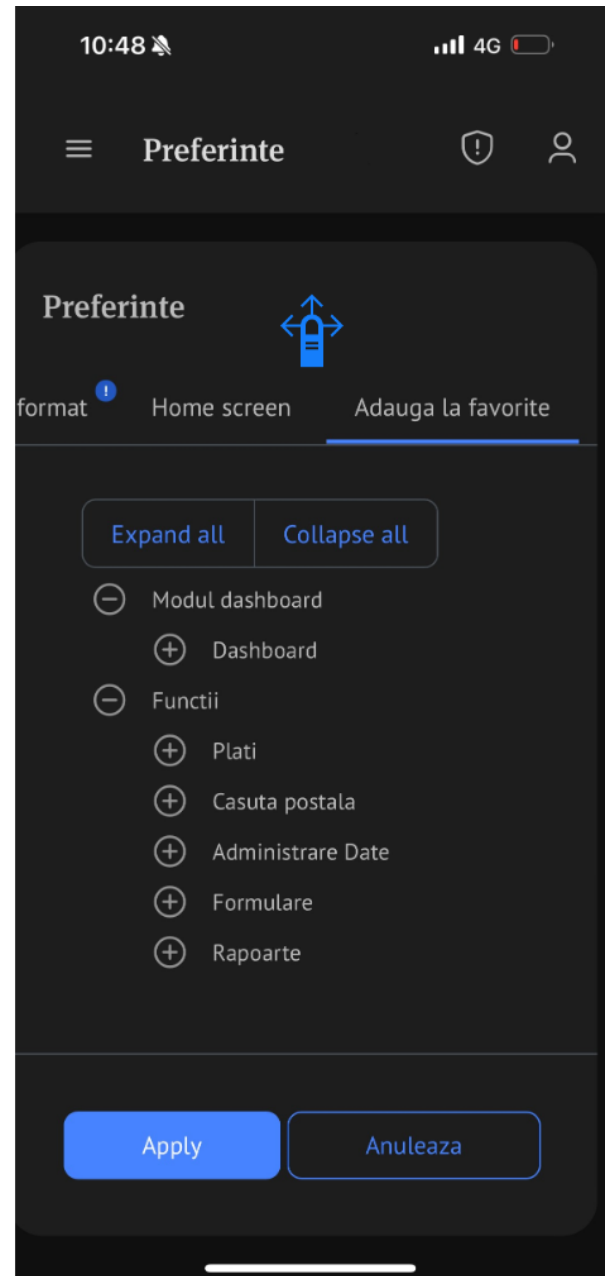 10:48 4G
Preferinte
Preferinte
format Home screen Adauga la favorite
Expand all Collapse all
Modul dashboard
Dashboard
Functii
Plati
Casuta postala
Administrare Date
Formulare
Rapoarte
Apply Anuleaza